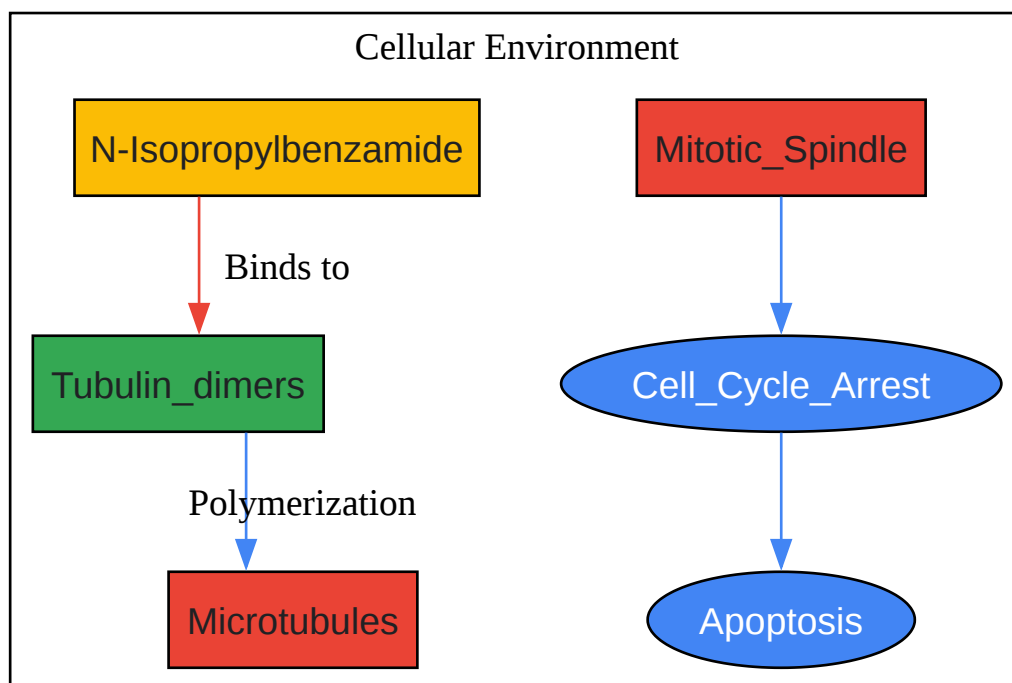 Cellular Environment
N-Isopropylbenzamide
Mitotic_Spindle
Binds to
Tubulin_dimers
Cell_Cycle_Arrest
Polymerization
Microtubules
Apoptosis